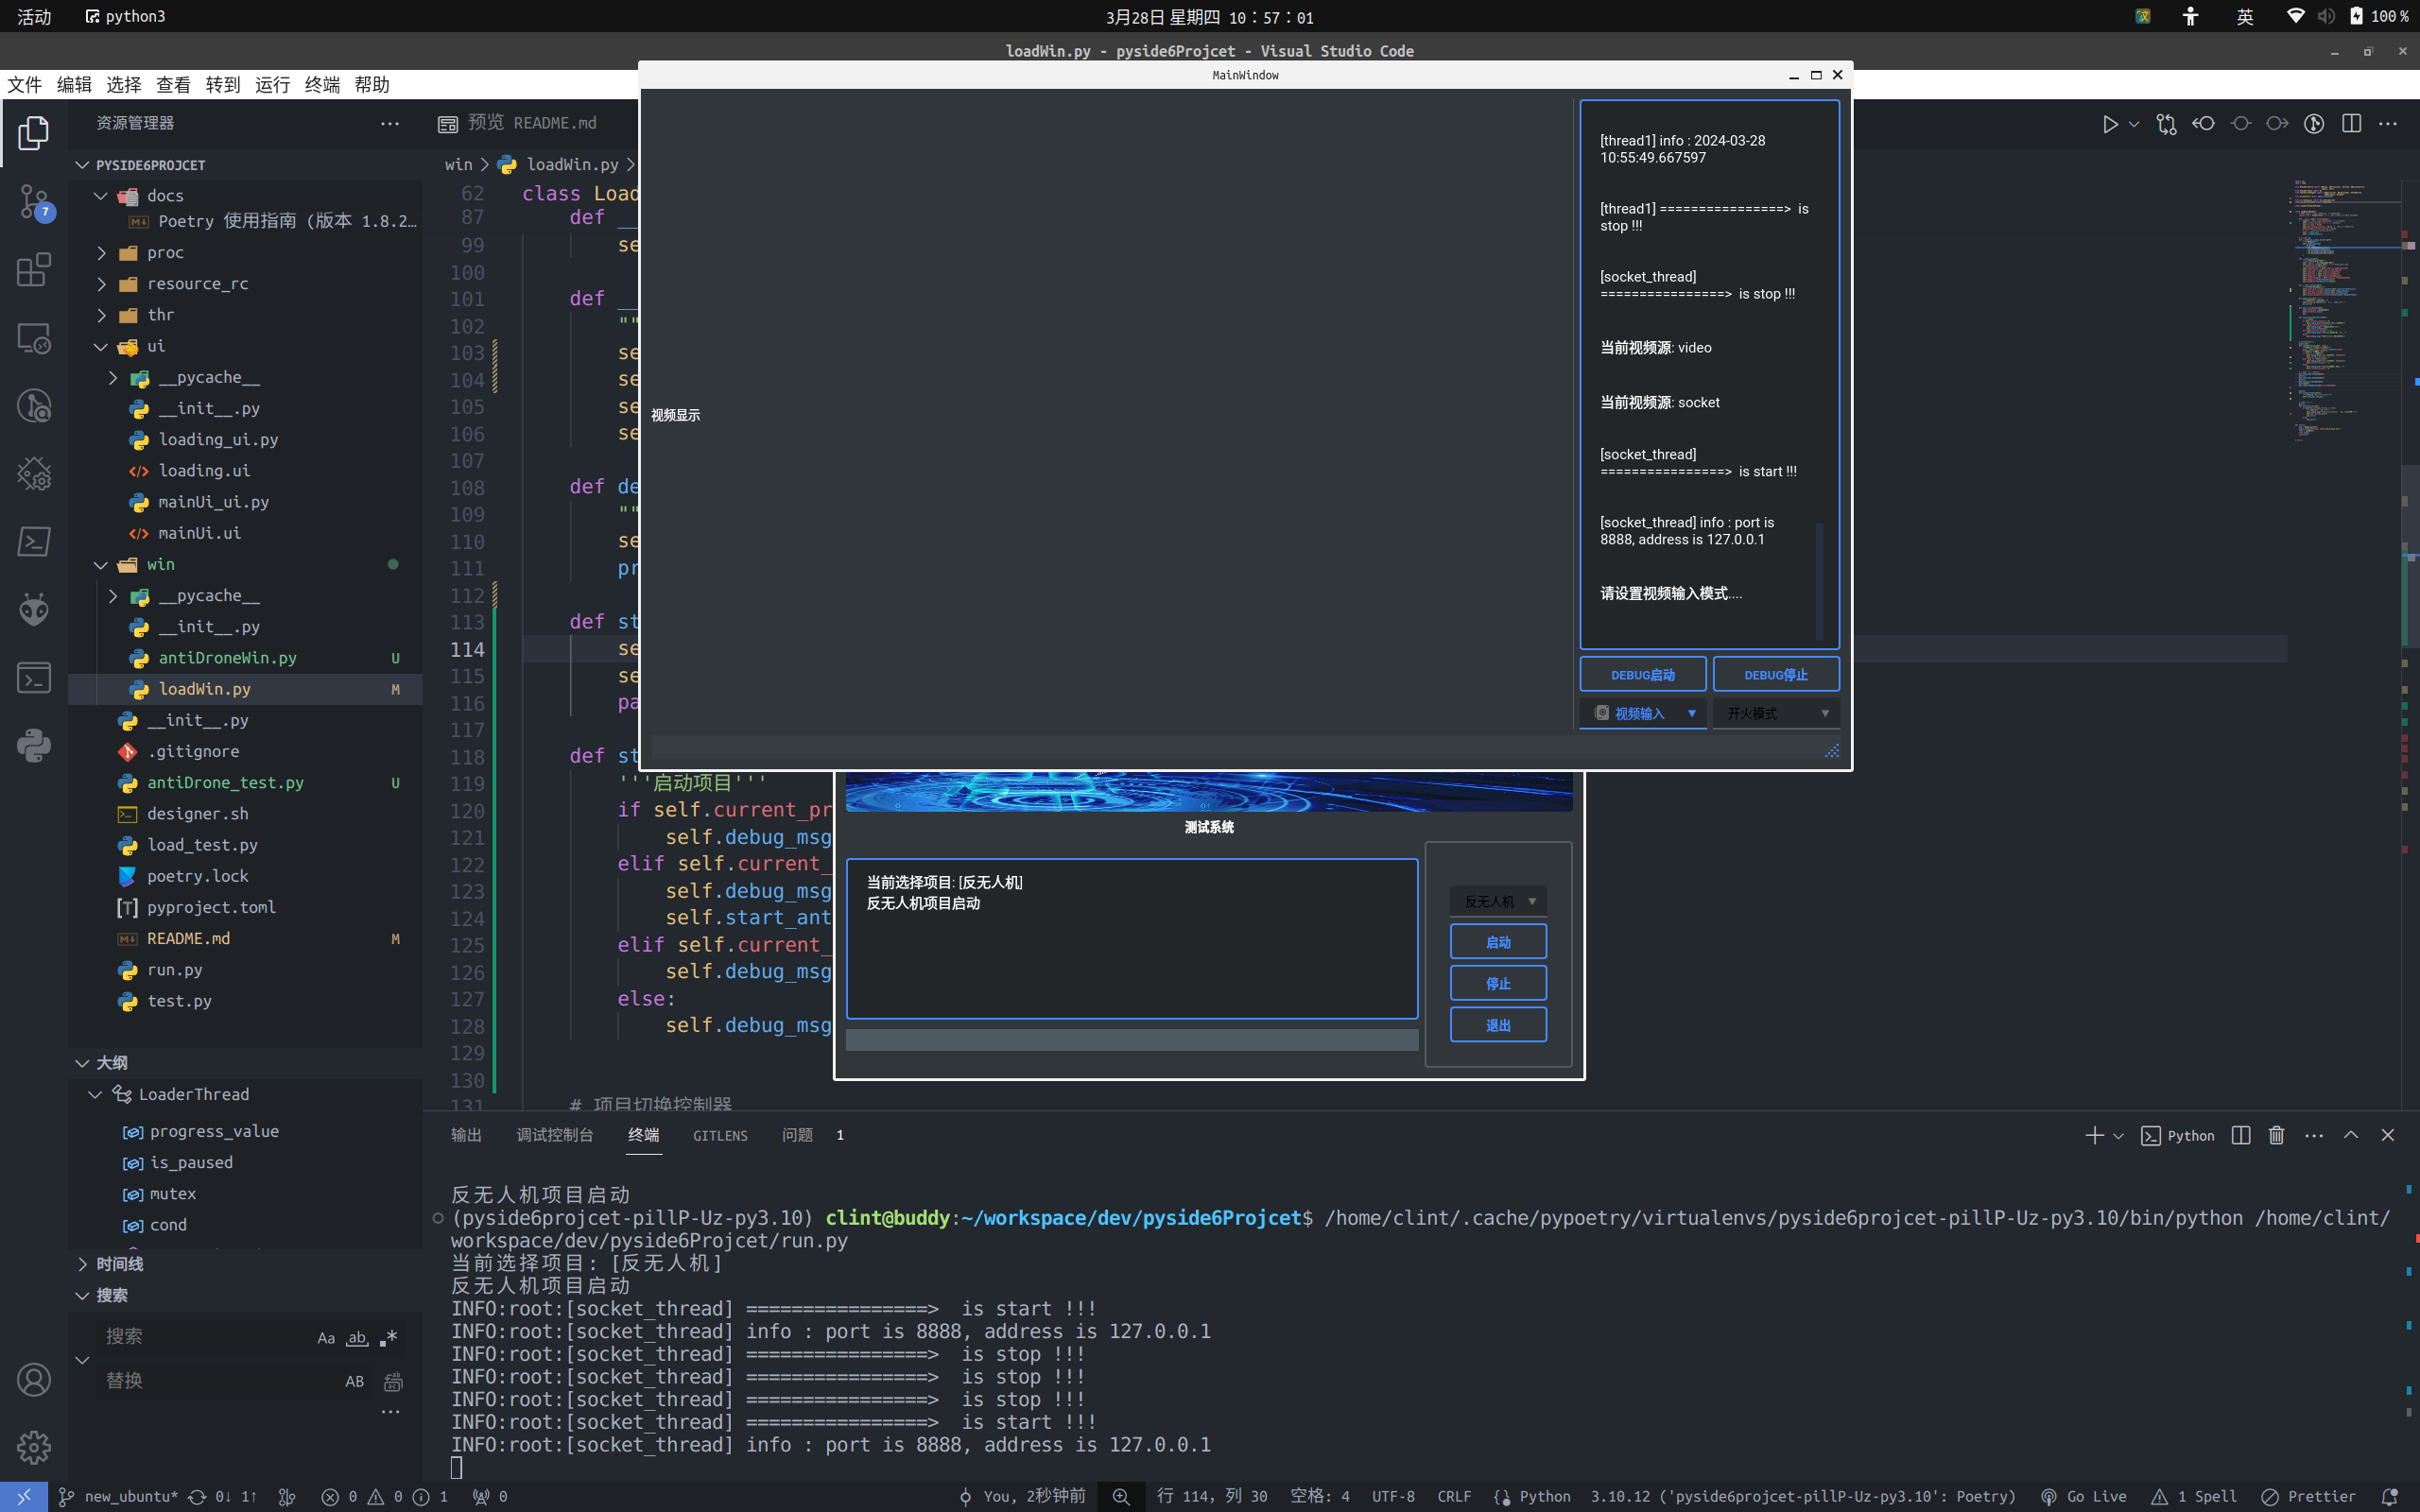 活动
python3
3月28日 星期四 10：57：01
英
100 %
loadWin.py - pyside6Projcet - Visual Studio Code
文件 编辑 选择 查看 转到 运行 终端 帮助
MainWindow
资源管理器
预览 README.md
PYSIDE6PROJCET
docs
Poetry 使用指南 (版本 1.8.2...
proc
resource_rc
thr
ui
__pycache__
__init__.py
loading_ui.py
loading.ui
mainUi_ui.py
mainUi.ui
win
__pycache__
__init__.py
antiDroneWin.py U
loadWin.py M
__init__.py
.gitignore
antiDrone_test.py U
designer.sh
load_test.py
poetry.lock
pyproject.toml
README.md M
run.py
test.py
大纲
LoaderThread
progress_value
is_paused
mutex
cond
时间线
搜索
搜索
Aa ab .*
替换
AB
win > loadWin.py >
62 class Load
87 def __
99 se
100
101 def __
102 ""
103 se
104 se
105 se
106 se
107
108 def de
109 ""
110 se
111 pr
112
113 def st
114 se
115 se
116 pa
117
118 def st
119 '''启动项目'''
120 if self.current_pr
121 self.debug_msg
122 elif self.current_
123 self.debug_msg
124 self.start_ant
125 elif self.current_
126 self.debug_msg
127 else:
128 self.debug_msg
129
130
131 # 项目切换控制器
视频显示
[thread1] info : 2024-03-28
10:55:49.667597
[thread1] ================> is
stop !!!
[socket_thread]
================> is stop !!!
当前视频源: video
当前视频源: socket
[socket_thread]
================> is start !!!
[socket_thread] info : port is
8888, address is 127.0.0.1
请设置视频输入模式....
DEBUG启动
DEBUG停止
视频输入
开火模式
测试系统
当前选择项目: [反无人机]
反无人机项目启动
反无人机
启动
停止
退出
输出 调试控制台 终端 GITLENS 问题 1
Python
反无人机项目启动
(pyside6projcet-pillP-Uz-py3.10) clint@buddy:~/workspace/dev/pyside6Projcet$ /home/clint/.cache/pypoetry/virtualenvs/pyside6projcet-pillP-Uz-py3.10/bin/python /home/clint/
workspace/dev/pyside6Projcet/run.py
当前选择项目: [反无人机]
反无人机项目启动
INFO:root:[socket_thread] ================> is start !!!
INFO:root:[socket_thread] info : port is 8888, address is 127.0.0.1
INFO:root:[socket_thread] ================> is stop !!!
INFO:root:[socket_thread] ================> is stop !!!
INFO:root:[socket_thread] ================> is stop !!!
INFO:root:[socket_thread] ================> is start !!!
INFO:root:[socket_thread] info : port is 8888, address is 127.0.0.1
7
new_ubuntu* 0↓ 1↑ 0 0 1 0
You, 2秒钟前 行 114，列 30 空格: 4 UTF-8 CRLF Python 3.10.12 ('pyside6projcet-pillP-Uz-py3.10': Poetry) Go Live 1 Spell Prettier